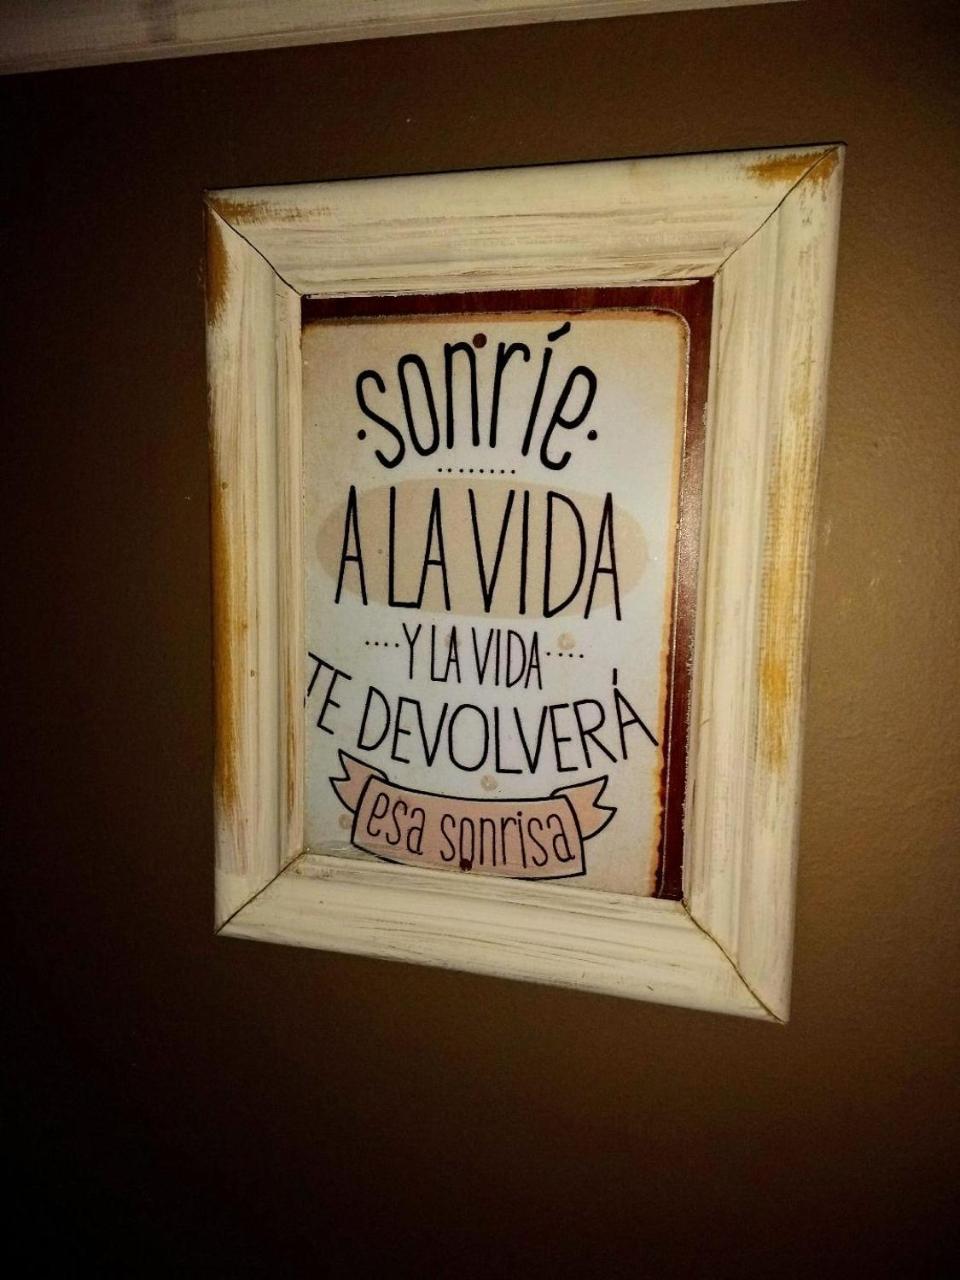 sonríe
A LA VIDA
Y LA VIDA
TE DEVOLVERÁ
esa sonrisa